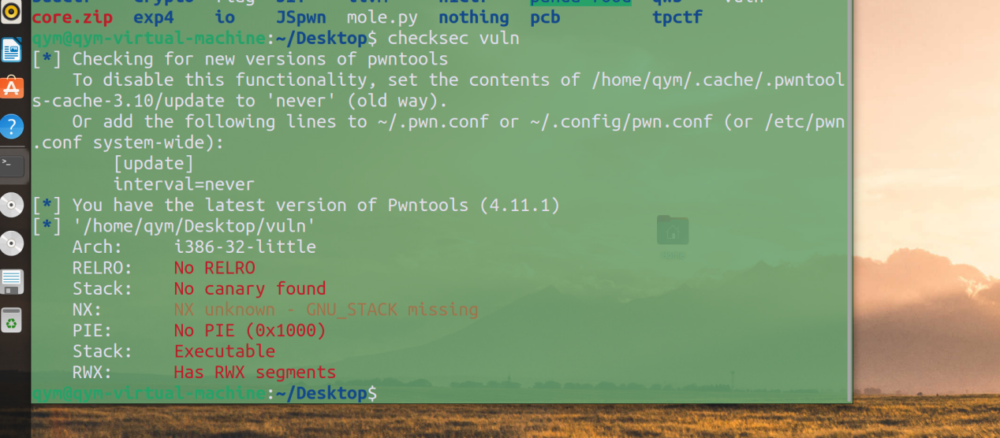 core.zip exp4 io JSpwn mole.py nothing pcb tpctf
qym@qym-virtual-machine:~/Desktop$ checksec vuln
[*] Checking for new versions of pwntools
To disable this functionality, set the contents of /home/qym/.cache/.pwntool
s-cache-3.10/update to 'never' (old way).
Or add the following lines to ~/.pwn.conf or ~/.config/pwn.conf (or /etc/pwn
.conf system-wide):
[update]
interval=never
[*] You have the latest version of Pwntools (4.11.1)
[*] '/home/qym/Desktop/vuln'
Arch: i386-32-little
RELRO: No RELRO
Stack: No canary found
NX: NX unknown - GNU_STACK missing
PIE: No PIE (0x1000)
Stack: Executable
RWX: Has RWX segments
qym@qym-virtual-machine:~/Desktop$